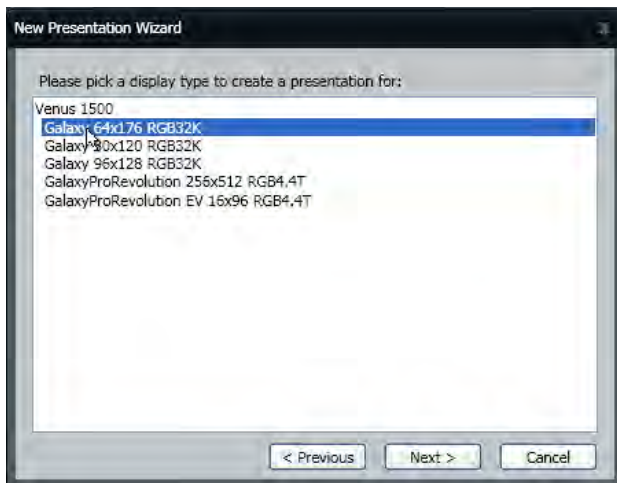 New Presentation Wizard
Please pick a display type to create a presentation for:
Venus 1500
Galaxy 64x176 RGB32K
Galaxy 80x120 RGB32K
Galaxy 96x128 RGB32K
GalaxyProRevolution 256x512 RGB4.4T
GalaxyProRevolution EV 16x96 RGB4.4T
< Previous Next > Cancel